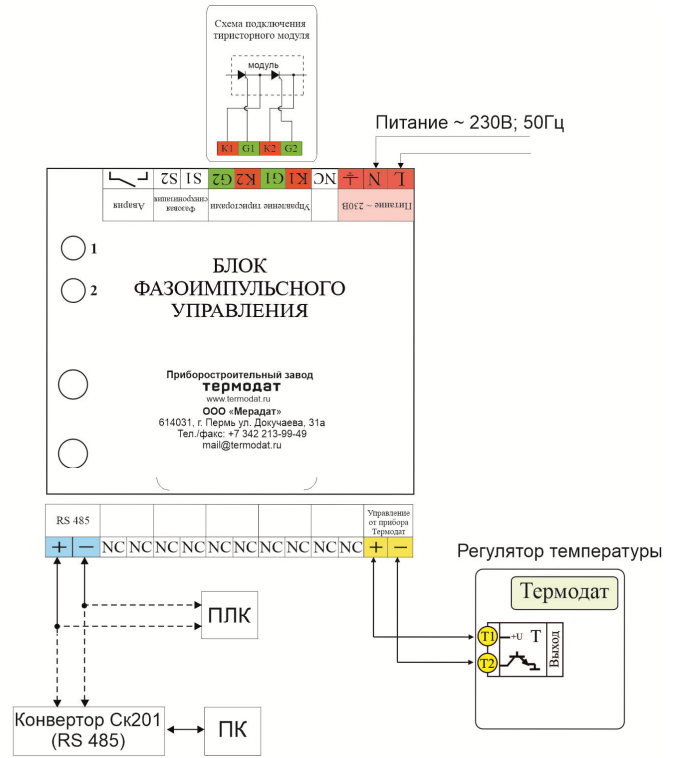 Схема подключения
тиристорного модуля
модуль
K1 G1 K2 G2
Питание ~ 230В; 50Гц
S2 S1 G2 K2 G1 K1 NC N L
Авария
Фазовая
синхронизация
Управление тиристорами
Питание ~ 230В
1
2
БЛОК
ФАЗОИМПУЛЬСНОГО
УПРАВЛЕНИЯ
Приборостроительный завод
термодат
www.termodat.ru
ООО «Мерадат»
614031, г. Пермь ул. Докучаева, 31а
Тел./факс: +7 342 213-99-49
mail@termodat.ru
RS 485
Управление
от прибора
Термодат
+ − NC NC NC NC NC NC NC NC NC NC + −
Регулятор температуры
Термодат
T1 +U T
T2
Выход
ПЛК
Конвертор Ск201
(RS 485)
ПК